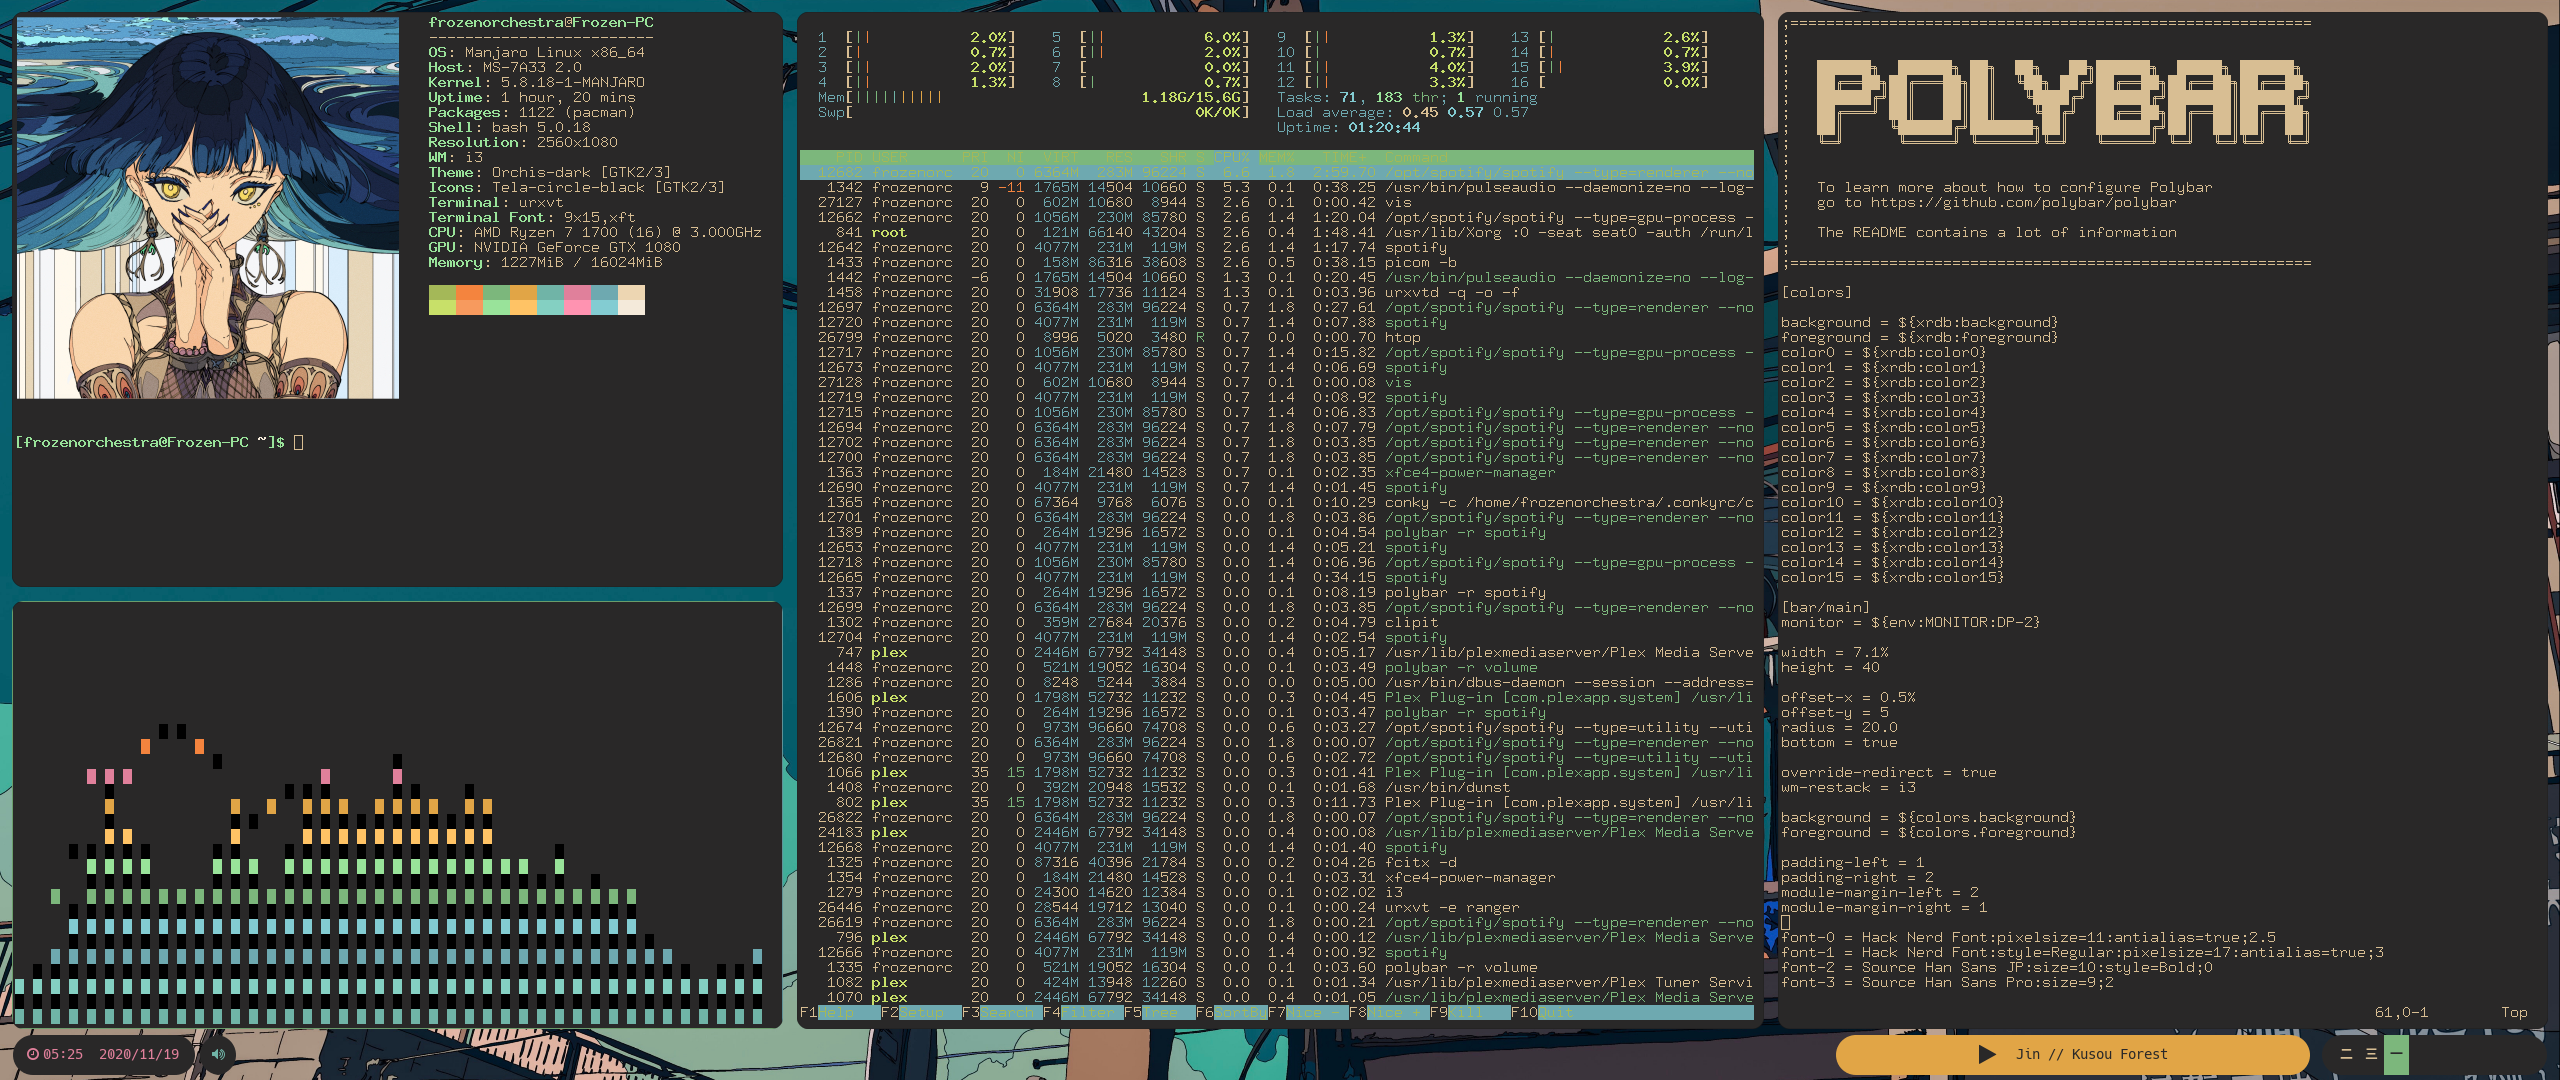 frozenorchestra@Frozen-PC
-------------------------
OS: Manjaro Linux x86_64
Host: MS-7A33 2.0
Kernel: 5.8.18-1-MANJARO
Uptime: 1 hour, 20 mins
Packages: 1122 (pacman)
Shell: bash 5.0.18
Resolution: 2560x1080
WM: i3
Theme: Orchis-dark [GTK2/3]
Icons: Tela-circle-black [GTK2/3]
Terminal: urxvt
Terminal Font: 9x15,xft
CPU: AMD Ryzen 7 1700 (16) @ 3.000GHz
GPU: NVIDIA GeForce GTX 1080
Memory: 1227MiB / 16024MiB
[frozenorchestra@Frozen-PC ~]$
1 [|| 2.0%] 5 [|| 6.0%] 9 [|| 1.3%] 13 [| 2.6%]
2 [| 0.7%] 6 [|| 2.0%] 10 [| 0.7%] 14 [| 0.7%]
3 [|| 2.0%] 7 [ 0.0%] 11 [|| 4.0%] 15 [|| 3.9%]
4 [|| 1.3%] 8 [| 0.7%] 12 [|| 3.3%] 16 [ 0.0%]
Mem[|||||||||| 1.18G/15.6G] Tasks: 71, 183 thr; 1 running
Swp[ 0K/0K] Load average: 0.45 0.57 0.57
Uptime: 01:20:44
PID USER PRI NI VIRT RES SHR S CPU% MEM% TIME+ Command
12682 frozenorc 20 0 6364M 283M 96224 S 6.6 1.8 2:59.70 /opt/spotify/spotify --type=renderer --no
1342 frozenorc 9 -11 1765M 14504 10660 S 5.3 0.1 0:38.25 /usr/bin/pulseaudio --daemonize=no --log-
27127 frozenorc 20 0 602M 10680 8944 S 2.6 0.1 0:00.42 vis
12662 frozenorc 20 0 1056M 230M 85780 S 2.6 1.4 1:20.04 /opt/spotify/spotify --type=gpu-process -
841 root 20 0 121M 66140 43204 S 2.6 0.4 1:48.41 /usr/lib/Xorg :0 -seat seat0 -auth /run/l
12642 frozenorc 20 0 4077M 231M 119M S 2.6 1.4 1:17.74 spotify
1433 frozenorc 20 0 158M 86316 38608 S 2.6 0.5 0:38.15 picom -b
1442 frozenorc -6 0 1765M 14504 10660 S 1.3 0.1 0:20.45 /usr/bin/pulseaudio --daemonize=no --log-
1458 frozenorc 20 0 31908 17736 11124 S 1.3 0.1 0:03.96 urxvtd -q -o -f
12697 frozenorc 20 0 6364M 283M 96224 S 0.7 1.8 0:27.61 /opt/spotify/spotify --type=renderer --no
12720 frozenorc 20 0 4077M 231M 119M S 0.7 1.4 0:07.88 spotify
26799 frozenorc 20 0 8996 5020 3480 R 0.7 0.0 0:00.70 htop
12717 frozenorc 20 0 1056M 230M 85780 S 0.7 1.4 0:15.82 /opt/spotify/spotify --type=gpu-process -
12673 frozenorc 20 0 4077M 231M 119M S 0.7 1.4 0:06.69 spotify
27128 frozenorc 20 0 602M 10680 8944 S 0.7 0.1 0:00.08 vis
12719 frozenorc 20 0 4077M 231M 119M S 0.7 1.4 0:08.92 spotify
12715 frozenorc 20 0 1056M 230M 85780 S 0.7 1.4 0:06.83 /opt/spotify/spotify --type=gpu-process -
12694 frozenorc 20 0 6364M 283M 96224 S 0.7 1.8 0:07.79 /opt/spotify/spotify --type=renderer --no
12702 frozenorc 20 0 6364M 283M 96224 S 0.7 1.8 0:03.85 /opt/spotify/spotify --type=renderer --no
12700 frozenorc 20 0 6364M 283M 96224 S 0.7 1.8 0:03.85 /opt/spotify/spotify --type=renderer --no
1363 frozenorc 20 0 184M 21480 14528 S 0.7 0.1 0:02.35 xfce4-power-manager
12690 frozenorc 20 0 4077M 231M 119M S 0.7 1.4 0:01.45 spotify
1365 frozenorc 20 0 67364 9768 6076 S 0.0 0.1 0:10.29 conky -c /home/frozenorchestra/.conkyrc/c
12701 frozenorc 20 0 6364M 283M 96224 S 0.0 1.8 0:03.86 /opt/spotify/spotify --type=renderer --no
1389 frozenorc 20 0 264M 19296 16572 S 0.0 0.1 0:04.54 polybar -r spotify
12653 frozenorc 20 0 4077M 231M 119M S 0.0 1.4 0:05.21 spotify
12718 frozenorc 20 0 1056M 230M 85780 S 0.0 1.4 0:06.96 /opt/spotify/spotify --type=gpu-process -
12665 frozenorc 20 0 4077M 231M 119M S 0.0 1.4 0:34.15 spotify
1337 frozenorc 20 0 264M 19296 16572 S 0.0 0.1 0:08.19 polybar -r spotify
12699 frozenorc 20 0 6364M 283M 96224 S 0.0 1.8 0:03.85 /opt/spotify/spotify --type=renderer --no
1302 frozenorc 20 0 359M 27684 20376 S 0.0 0.2 0:04.79 clipit
12704 frozenorc 20 0 4077M 231M 119M S 0.0 1.4 0:02.54 spotify
747 plex 20 0 2446M 67792 34148 S 0.0 0.4 0:05.17 /usr/lib/plexmediaserver/Plex Media Serve
1448 frozenorc 20 0 521M 19052 16304 S 0.0 0.1 0:03.49 polybar -r volume
1286 frozenorc 20 0 8248 5244 3884 S 0.0 0.0 0:05.00 /usr/bin/dbus-daemon --session --address=
1606 plex 20 0 1798M 52732 11232 S 0.0 0.3 0:04.45 Plex Plug-in [com.plexapp.system] /usr/li
1390 frozenorc 20 0 264M 19296 16572 S 0.0 0.1 0:03.47 polybar -r spotify
12674 frozenorc 20 0 973M 96660 74708 S 0.0 0.6 0:03.27 /opt/spotify/spotify --type=utility --uti
26821 frozenorc 20 0 6364M 283M 96224 S 0.0 1.8 0:00.07 /opt/spotify/spotify --type=renderer --no
12680 frozenorc 20 0 973M 96660 74708 S 0.0 0.6 0:02.72 /opt/spotify/spotify --type=utility --uti
1066 plex 35 15 1798M 52732 11232 S 0.0 0.3 0:01.41 Plex Plug-in [com.plexapp.system] /usr/li
1408 frozenorc 20 0 392M 20948 15532 S 0.0 0.1 0:01.68 /usr/bin/dunst
802 plex 35 15 1798M 52732 11232 S 0.0 0.3 0:11.73 Plex Plug-in [com.plexapp.system] /usr/li
26822 frozenorc 20 0 6364M 283M 96224 S 0.0 1.8 0:00.07 /opt/spotify/spotify --type=renderer --no
24183 plex 20 0 2446M 67792 34148 S 0.0 0.4 0:00.08 /usr/lib/plexmediaserver/Plex Media Serve
12668 frozenorc 20 0 4077M 231M 119M S 0.0 1.4 0:01.40 spotify
1325 frozenorc 20 0 87316 40396 21784 S 0.0 0.2 0:04.26 fcitx -d
1354 frozenorc 20 0 184M 21480 14528 S 0.0 0.1 0:03.31 xfce4-power-manager
1279 frozenorc 20 0 24300 14620 12384 S 0.0 0.1 0:02.02 i3
26446 frozenorc 20 0 28544 19712 13040 S 0.0 0.1 0:00.24 urxvt -e ranger
26619 frozenorc 20 0 6364M 283M 96224 S 0.0 1.8 0:00.21 /opt/spotify/spotify --type=renderer --no
796 plex 20 0 2446M 67792 34148 S 0.0 0.4 0:00.12 /usr/lib/plexmediaserver/Plex Media Serve
12666 frozenorc 20 0 4077M 231M 119M S 0.0 1.4 0:00.92 spotify
1335 frozenorc 20 0 521M 19052 16304 S 0.0 0.1 0:03.60 polybar -r volume
1082 plex 20 0 424M 13948 12260 S 0.0 0.1 0:01.34 /usr/lib/plexmediaserver/Plex Tuner Servi
1070 plex 20 0 2446M 67792 34148 S 0.0 0.4 0:01.05 /usr/lib/plexmediaserver/Plex Media Serve
F1Help F2Setup F3Search F4Filter F5Tree F6SortBy F7Nice - F8Nice + F9Kill F10Quit
;==========================================================
POLYBAR
; To learn more about how to configure Polybar
; go to https://github.com/polybar/polybar
; The README contains a lot of information
;==========================================================
[colors]
background = ${xrdb:background}
foreground = ${xrdb:foreground}
color0 = ${xrdb:color0}
color1 = ${xrdb:color1}
color2 = ${xrdb:color2}
color3 = ${xrdb:color3}
color4 = ${xrdb:color4}
color5 = ${xrdb:color5}
color6 = ${xrdb:color6}
color7 = ${xrdb:color7}
color8 = ${xrdb:color8}
color9 = ${xrdb:color9}
color10 = ${xrdb:color10}
color11 = ${xrdb:color11}
color12 = ${xrdb:color12}
color13 = ${xrdb:color13}
color14 = ${xrdb:color14}
color15 = ${xrdb:color15}
[bar/main]
monitor = ${env:MONITOR:DP-2}
width = 7.1%
height = 40
offset-x = 0.5%
offset-y = 5
radius = 20.0
bottom = true
override-redirect = true
wm-restack = i3
background = ${colors.background}
foreground = ${colors.foreground}
padding-left = 1
padding-right = 2
module-margin-left = 2
module-margin-right = 1
font-0 = Hack Nerd Font:pixelsize=11:antialias=true;2.5
font-1 = Hack Nerd Font:style=Regular:pixelsize=17:antialias=true;3
font-2 = Source Han Sans JP:size=10:style=Bold;0
font-3 = Source Han Sans Pro:size=9;2
61,0-1 Top
05:25 2020/11/19
Jin // Kusou Forest
二 三 一